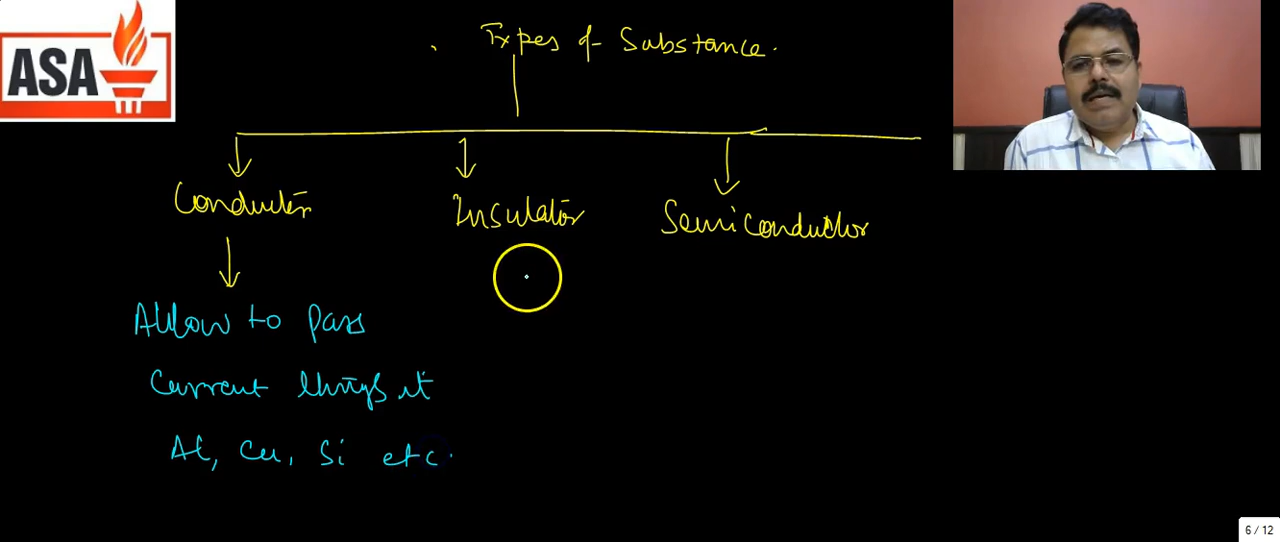 ASA
Types of Substance.
Conductor
Insulator
Semiconductor
Allow to pass
Current through it
Al, Cu, Si etc.
6 / 12